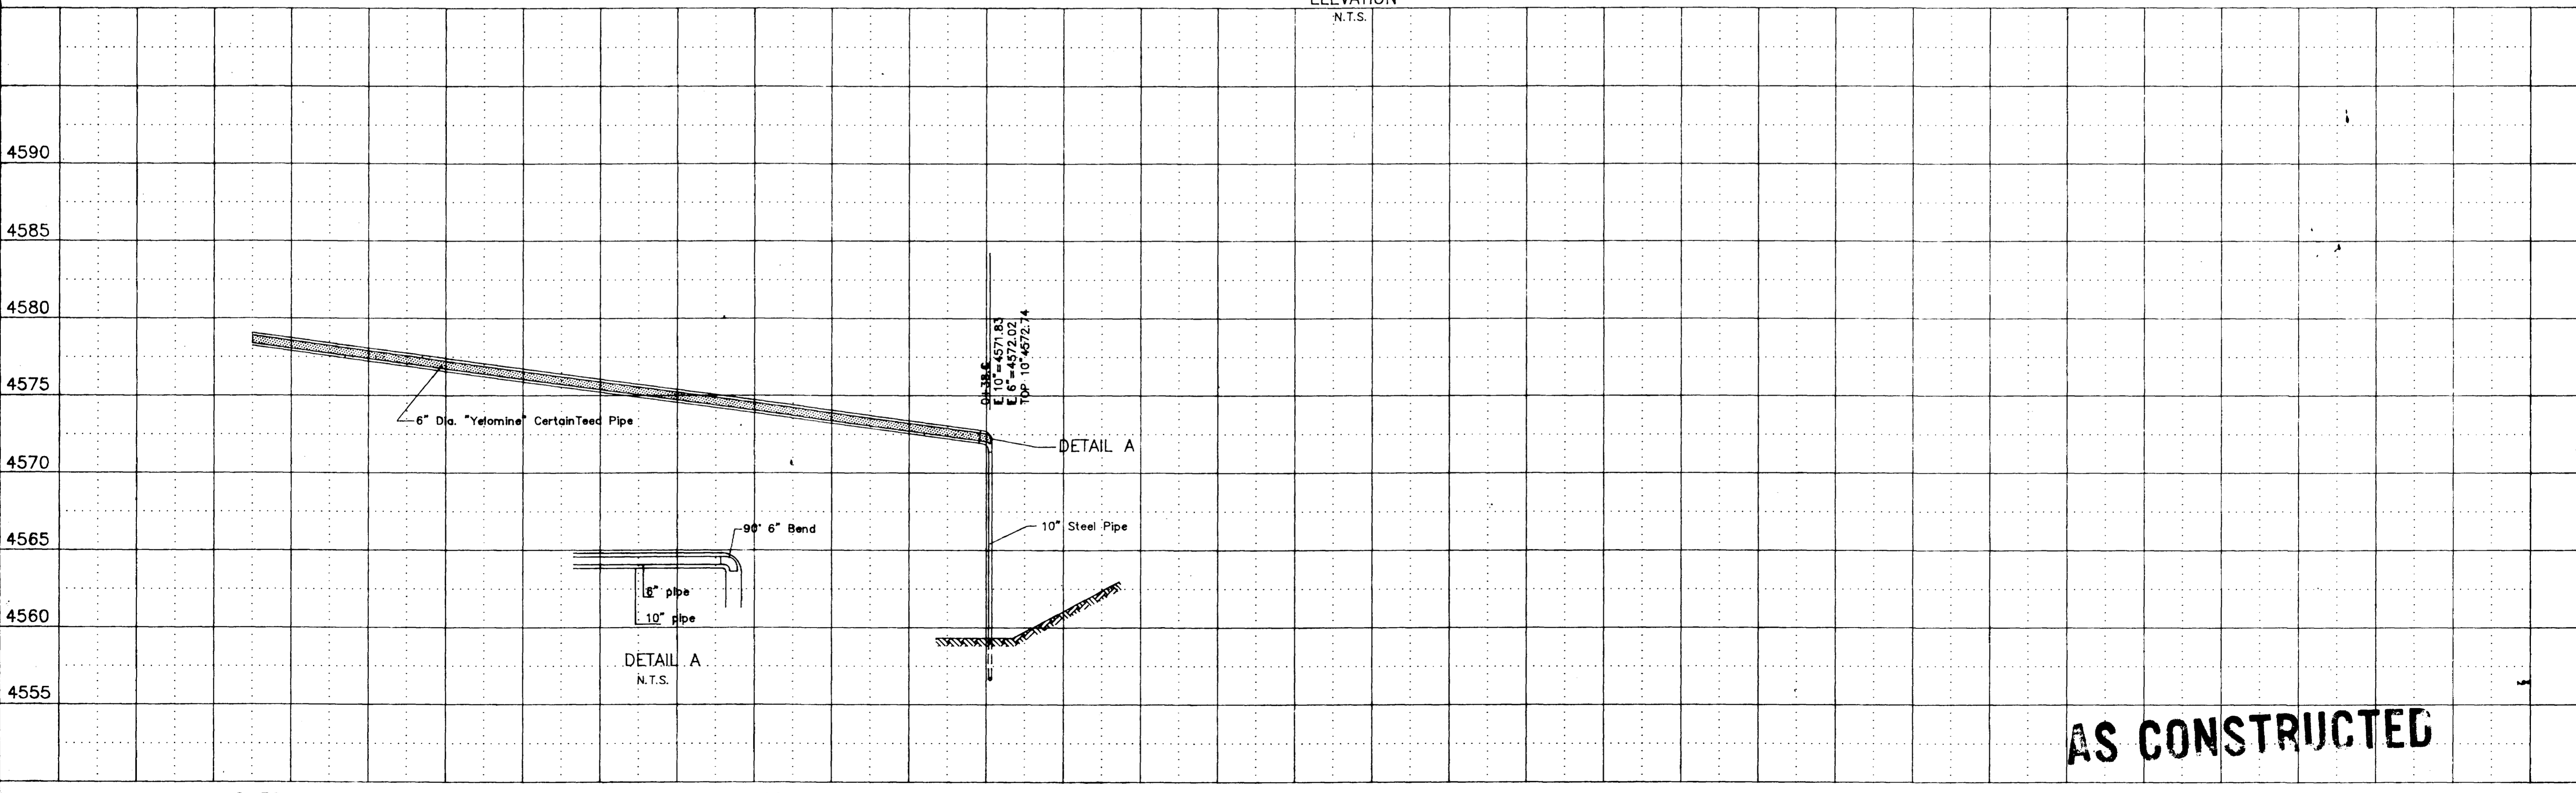 ELEVATION
N.T.S.
4590
4585
4580
4575
4570
4565
4560
4555
E 10"=4571.83
E 6"=4572.02
TOP 10"4572.74
6" Dia. "Yelomine" CertainTeed Pipe
DETAIL A
90° 6" Bend
10" Steel Pipe
6" pipe
10" pipe
DETAIL A
N.T.S.
AS CONSTRUCTED